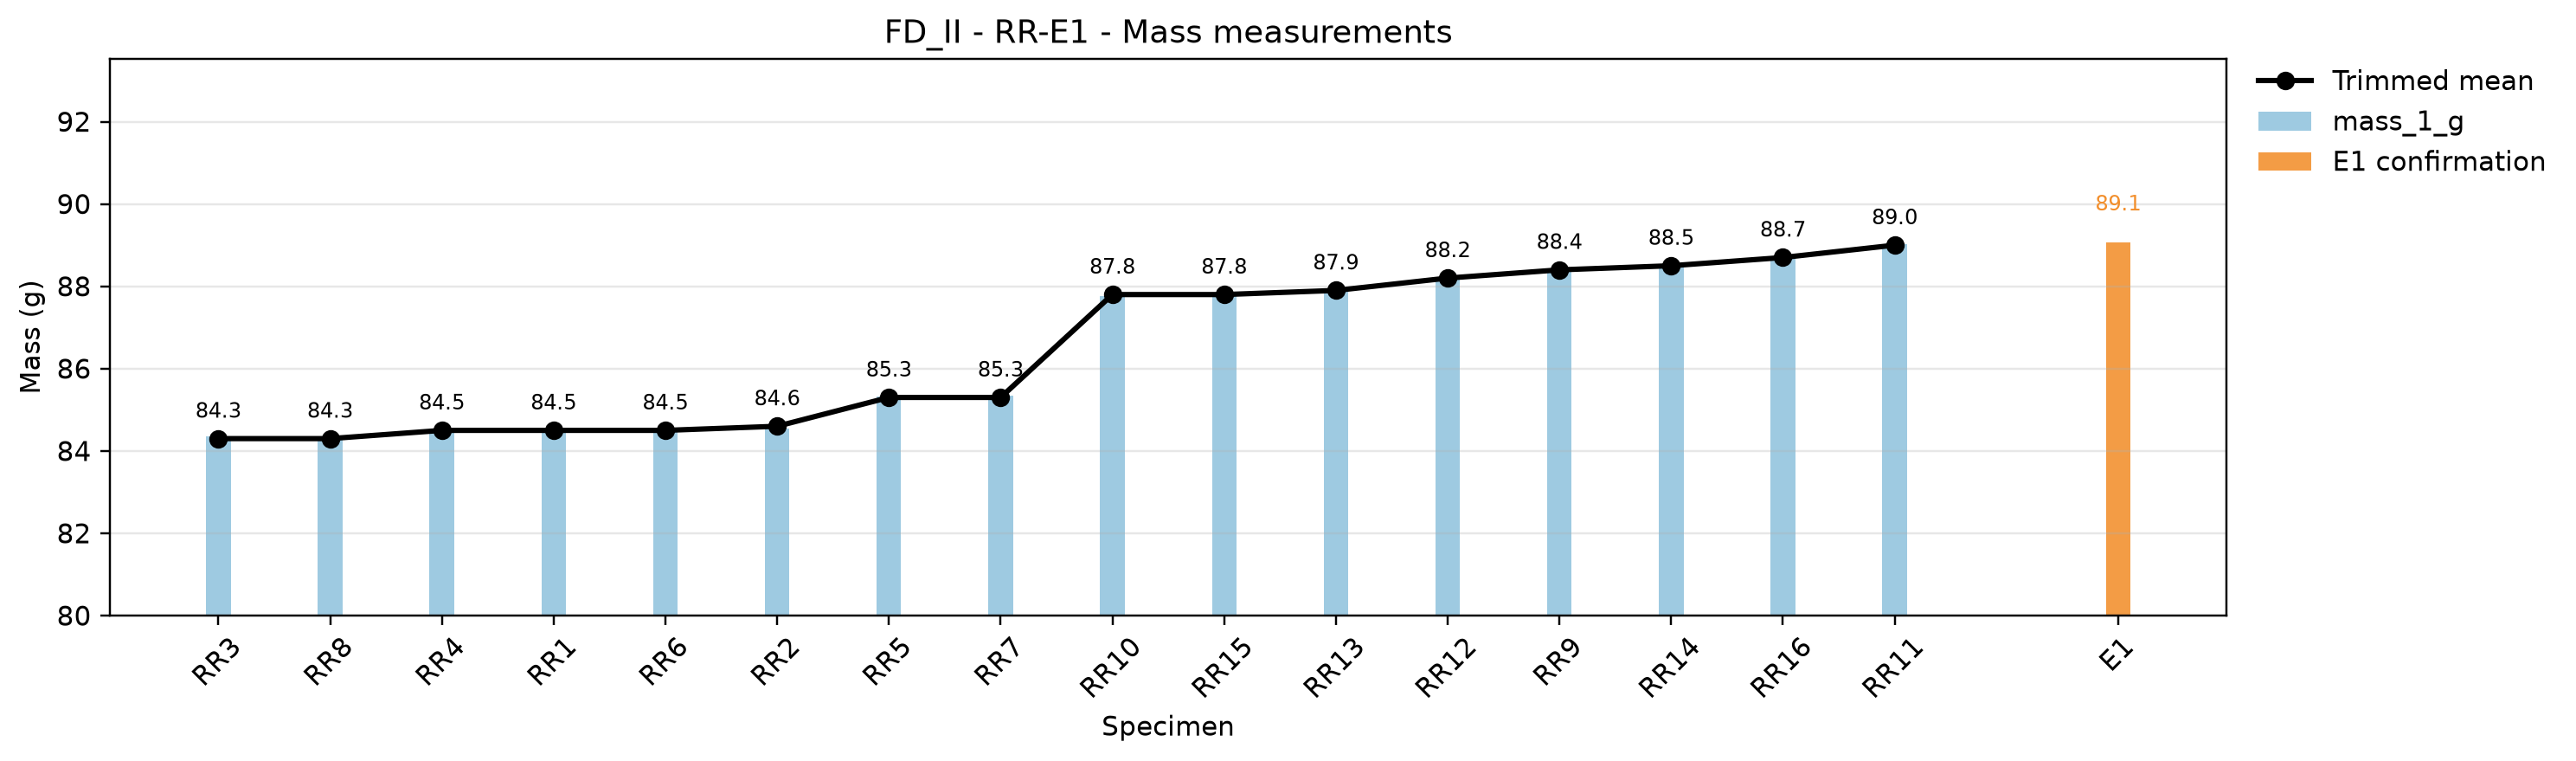 FD_II - RR-E1 - Mass measurements
Trimmed mean
mass_1_g
E1 confirmation
Mass (g)
92
90
88
86
84
82
80
84.3
84.3
84.5
84.5
84.5
84.6
85.3
85.3
87.8
87.8
87.9
88.2
88.4
88.5
88.7
89.0
89.1
RR3
RR8
RR4
RR1
RR6
RR2
RR5
RR7
RR10
RR15
RR13
RR12
RR9
RR14
RR16
RR11
E1
Specimen